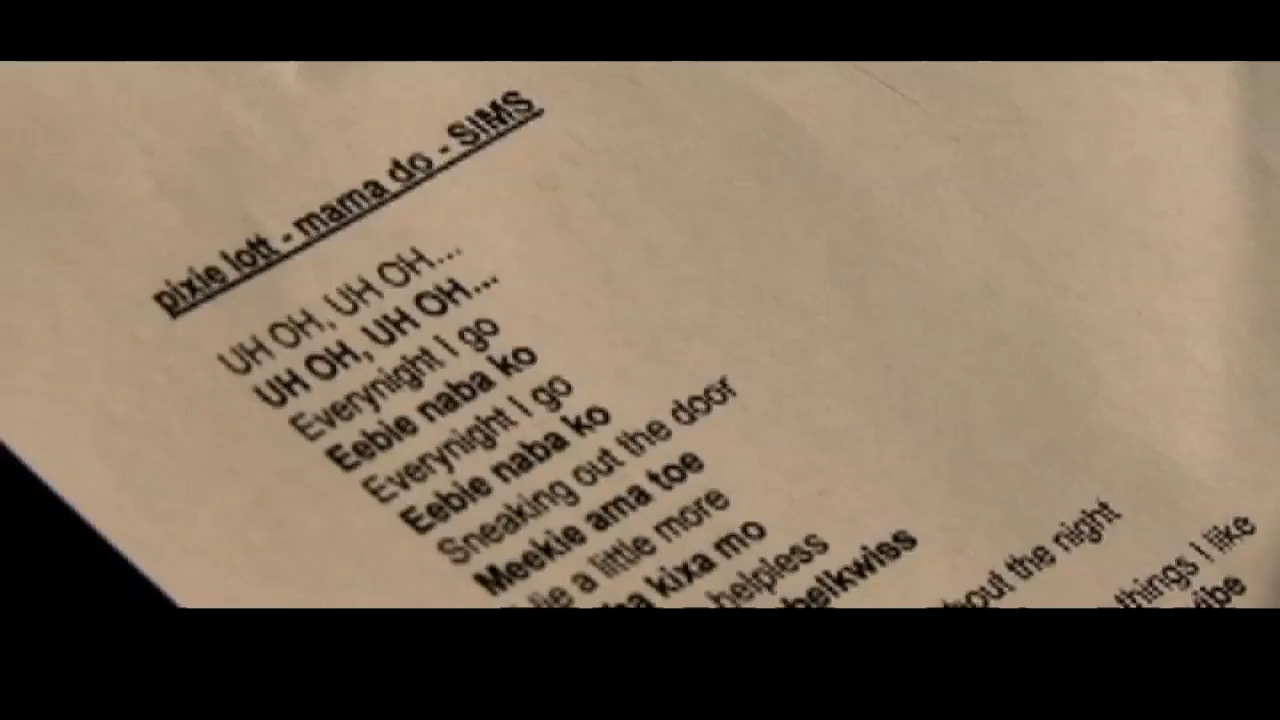 pixie lott - mama do - SIMS
UH OH, UH OH...
UH OH, UH OH...
Everynight I go
Eebie naba ko
Everynight I go
Eebie naba ko
Sneaking out the door
Meekie ama toe
lie a little more
kixa mo
helpless
the night
things I like